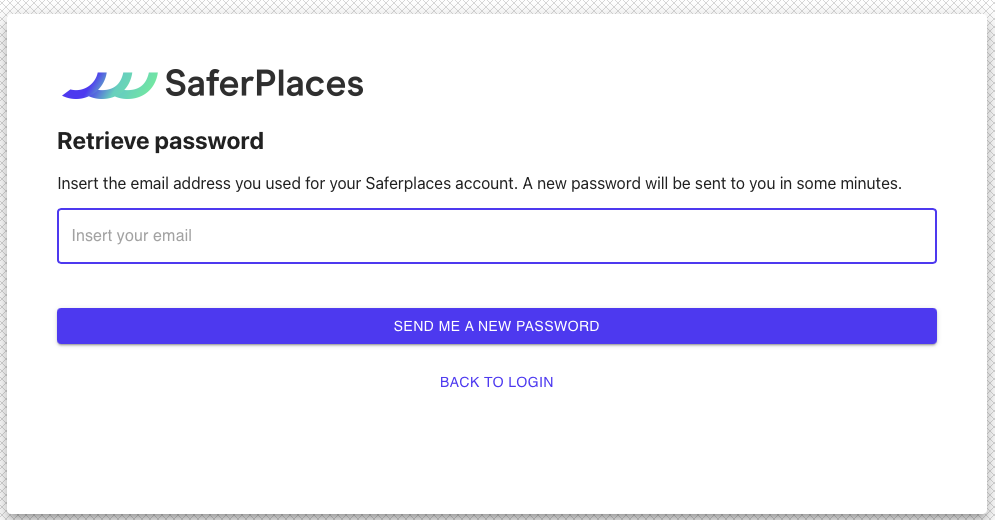 SaferPlaces
Retrieve password
Insert the email address you used for your Saferplaces account. A new password will be sent to you in some minutes.
Insert your email
SEND ME A NEW PASSWORD
BACK TO LOGIN